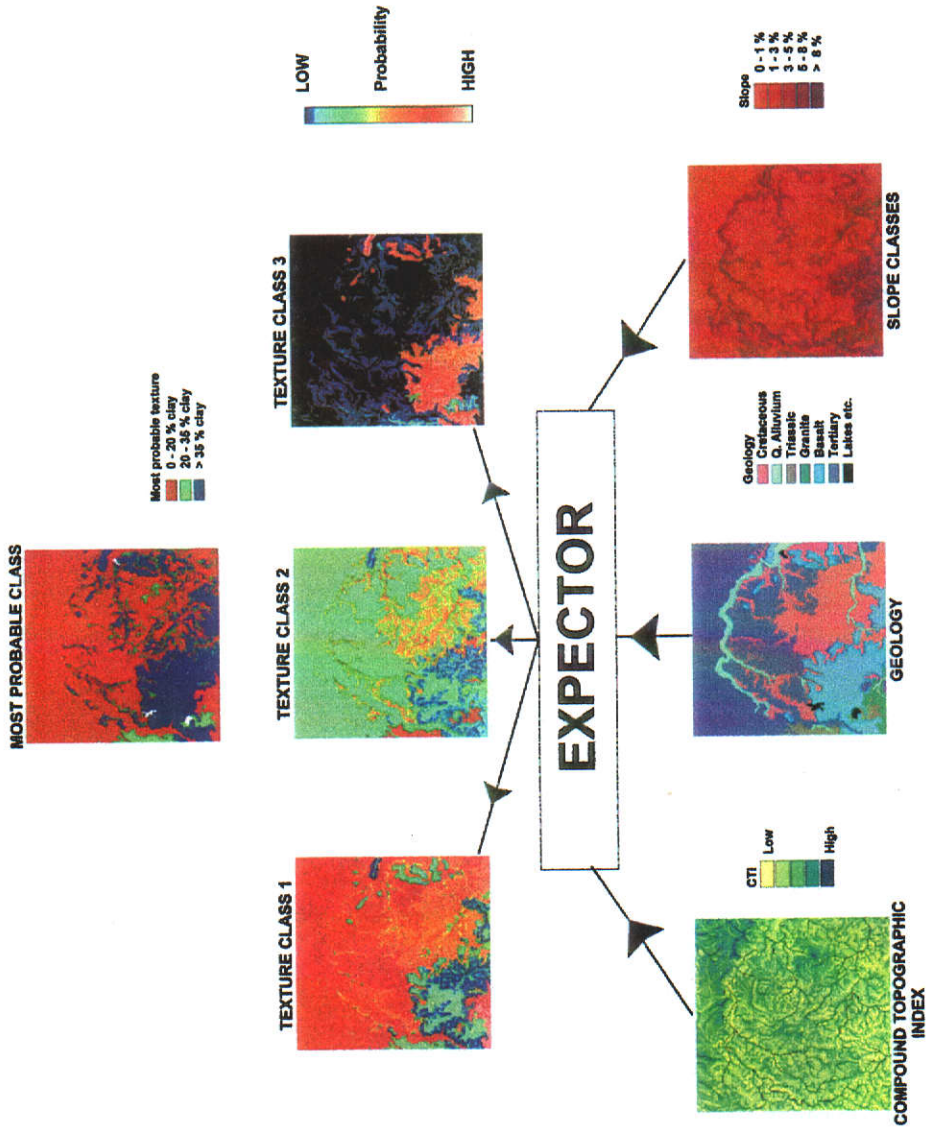 MOST PROBABLE CLASS
Most probable texture
0 - 20 % clay
20 - 35 % clay
> 35 % clay
TEXTURE CLASS 1
TEXTURE CLASS 2
TEXTURE CLASS 3
LOW
Probability
HIGH
EXPECTOR
COMPOUND TOPOGRAPHIC
INDEX
CTI
Low
High
GEOLOGY
Geology
Cretaceous
Q. Alluvium
Triassic
Granite
Basalt
Tertiary
Lakes etc.
SLOPE CLASSES
Slope
0 - 1 %
1 - 3 %
3 - 5 %
5 - 8 %
> 8 %